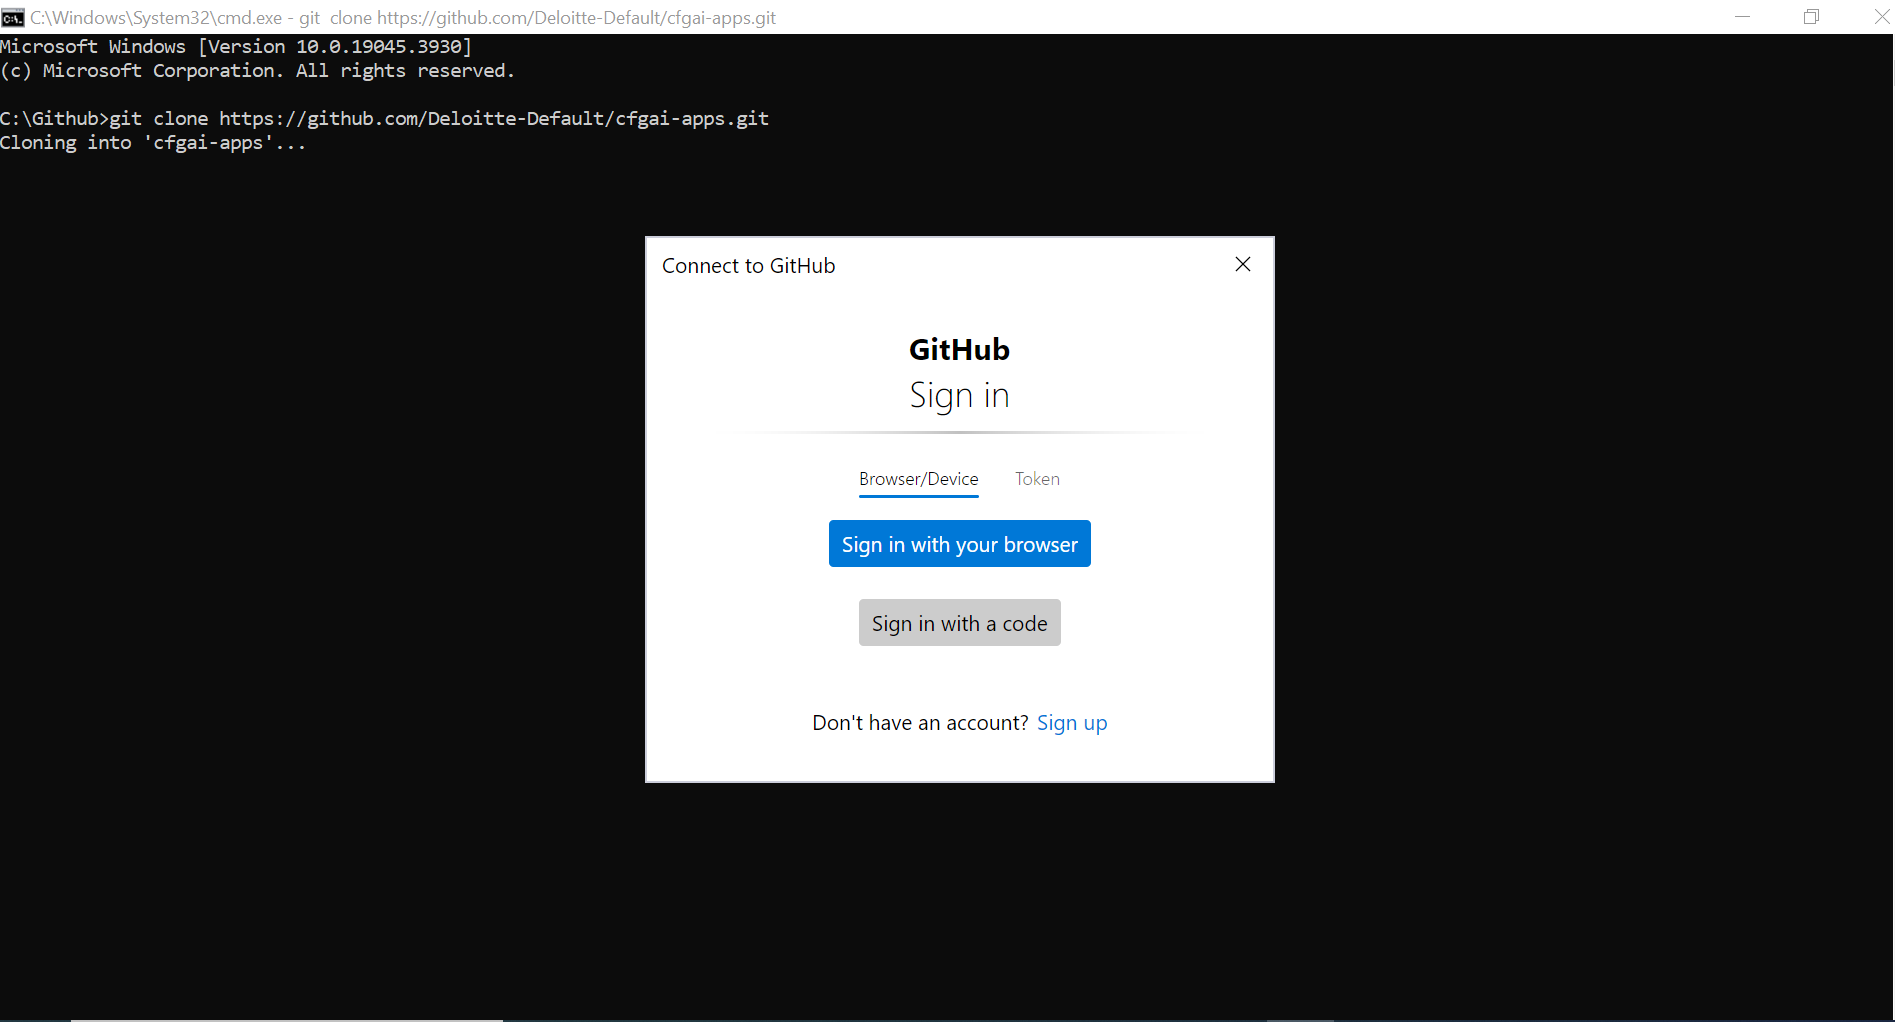 C:\Windows\System32\cmd.exe - git  clone https://github.com/Deloitte-Default/cfgai-apps.git
Microsoft Windows [Version 10.0.19045.3930]
(c) Microsoft Corporation. All rights reserved.
C:\Github>git clone https://github.com/Deloitte-Default/cfgai-apps.git
Cloning into 'cfgai-apps'...
Connect to GitHub
GitHub
Sign in
Browser/Device Token
Sign in with your browser
Sign in with a code
Don't have an account? Sign up